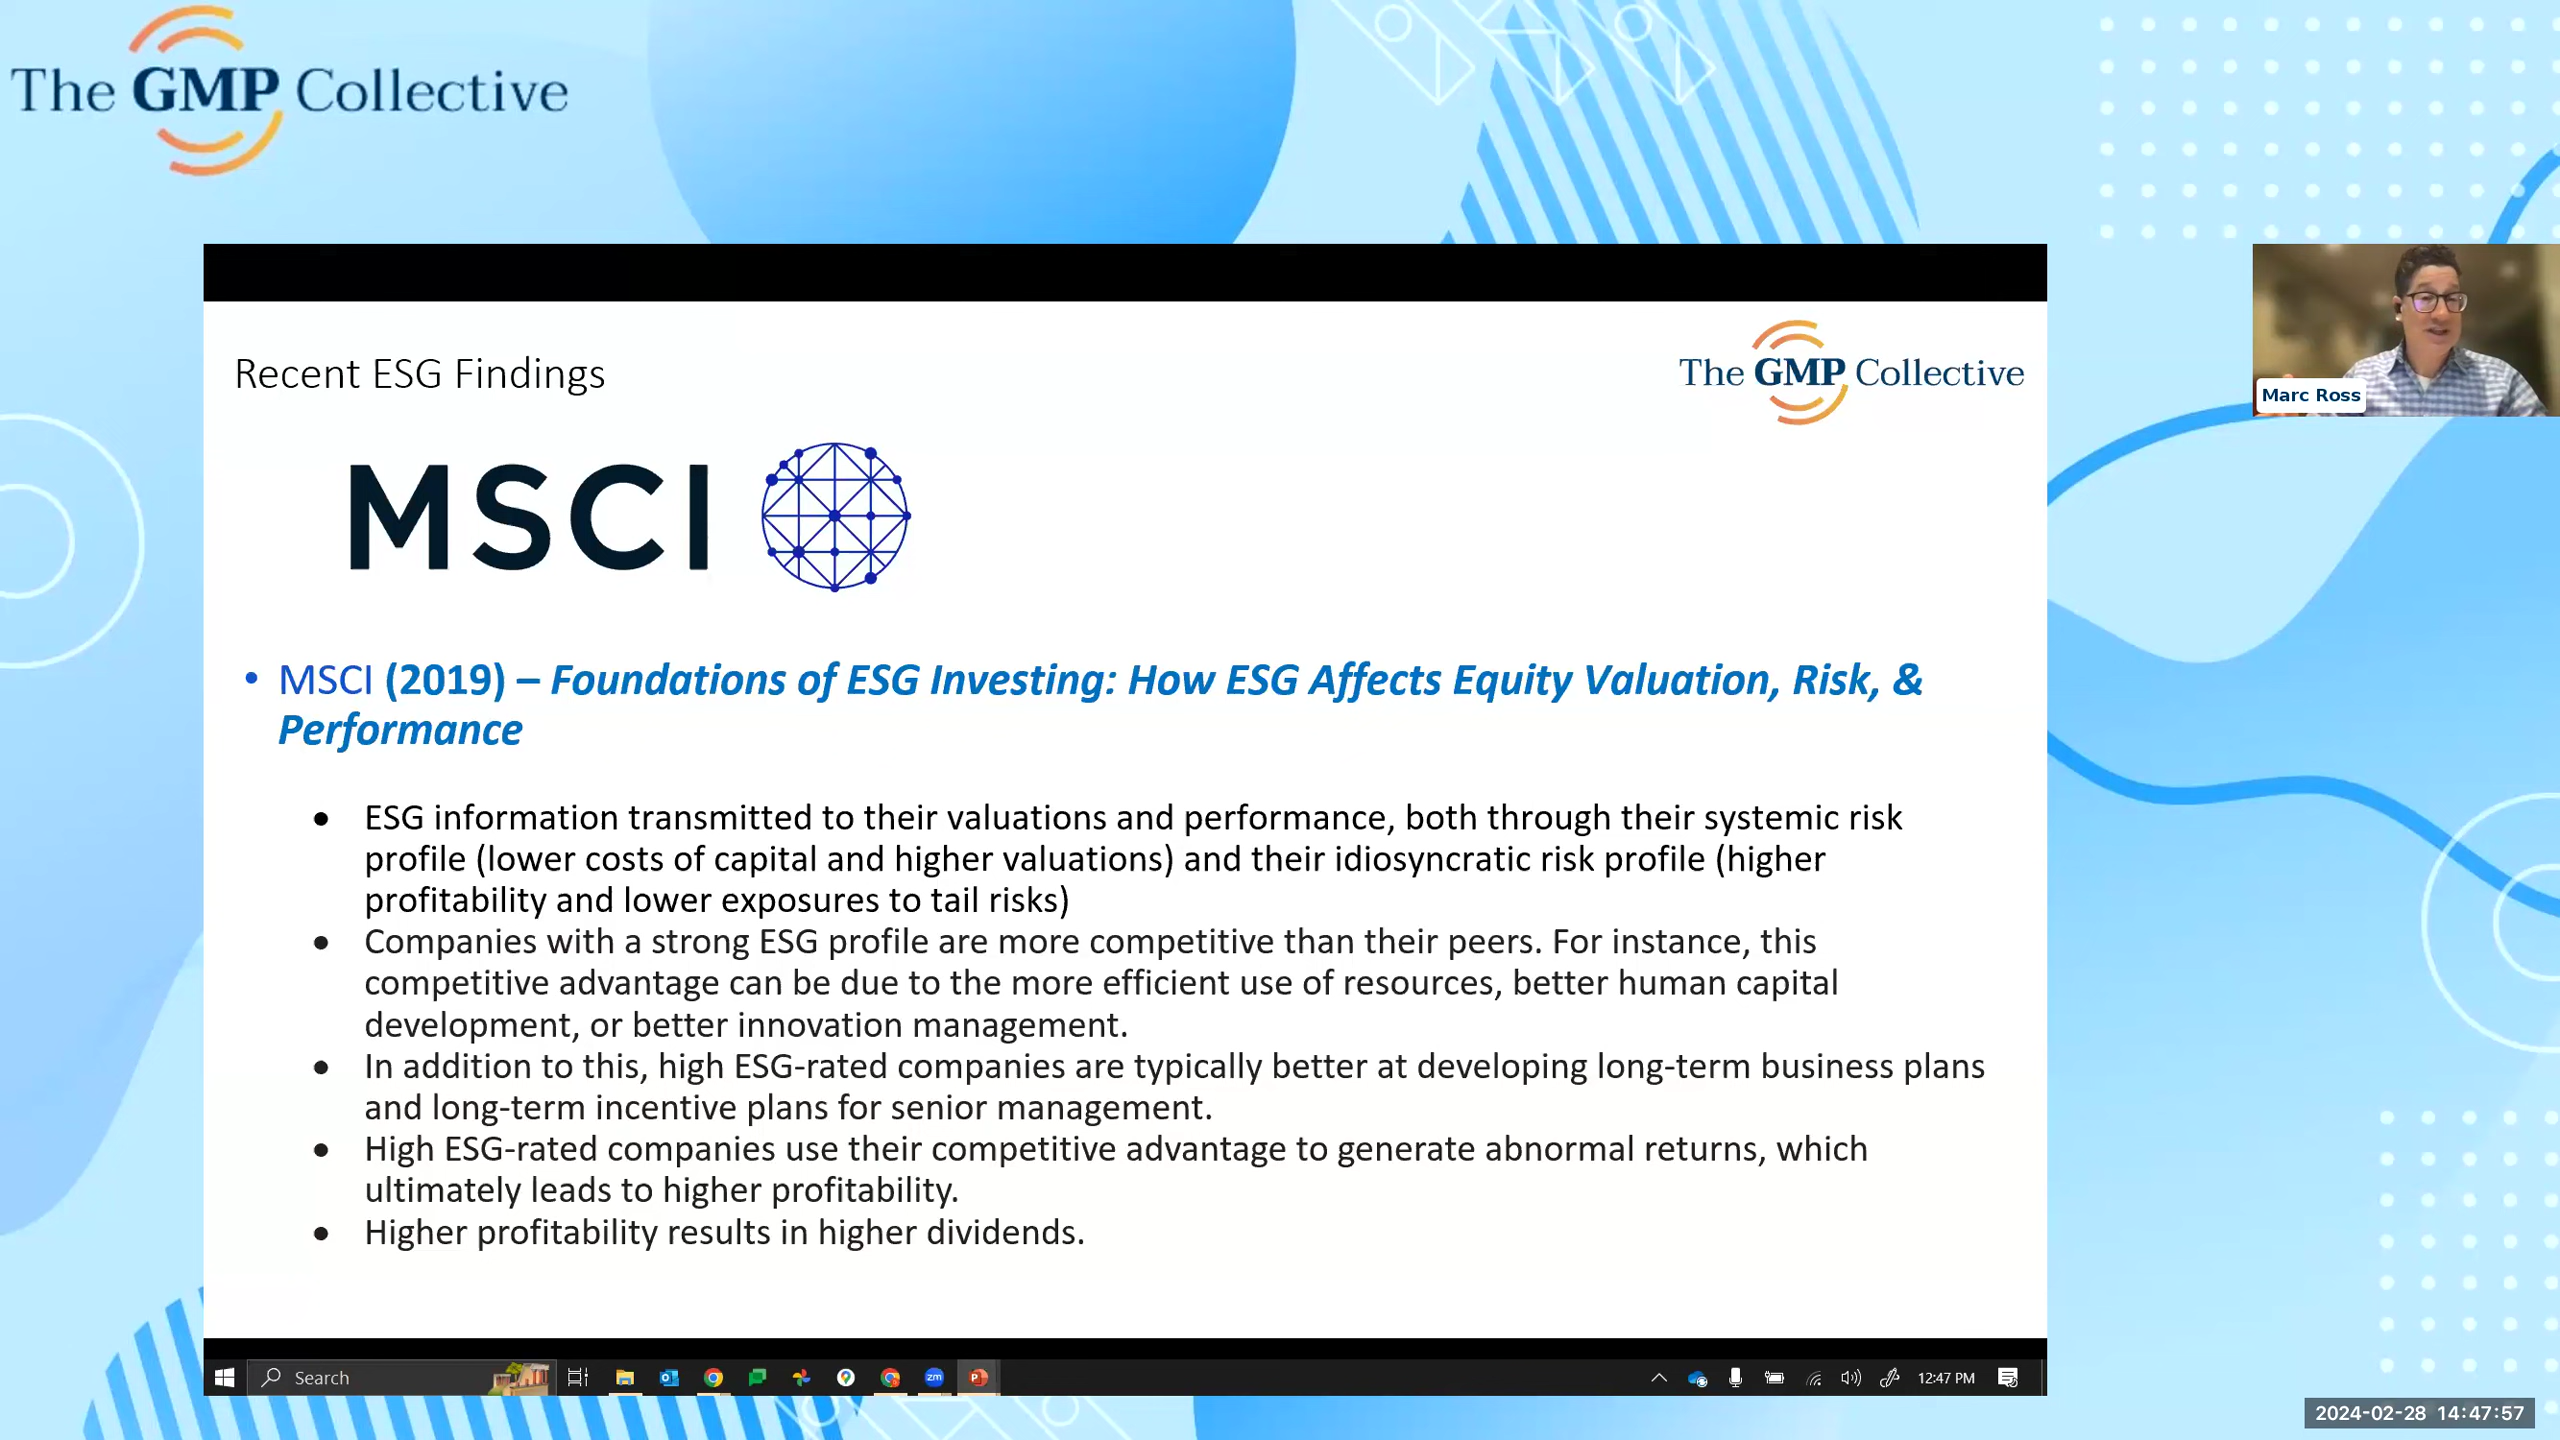 The GMP Collective
Marc Ross
Recent ESG Findings
The GMP Collective
MSCI
• MSCI (2019) – Foundations of ESG Investing: How ESG Affects Equity Valuation, Risk, &
Performance
• ESG information transmitted to their valuations and performance, both through their systemic risk
profile (lower costs of capital and higher valuations) and their idiosyncratic risk profile (higher
profitability and lower exposures to tail risks)
• Companies with a strong ESG profile are more competitive than their peers. For instance, this
competitive advantage can be due to the more efficient use of resources, better human capital
development, or better innovation management.
• In addition to this, high ESG-rated companies are typically better at developing long-term business plans
and long-term incentive plans for senior management.
• High ESG-rated companies use their competitive advantage to generate abnormal returns, which
ultimately leads to higher profitability.
• Higher profitability results in higher dividends.
Search
zm
12:47 PM
2024-02-28 14:47:57